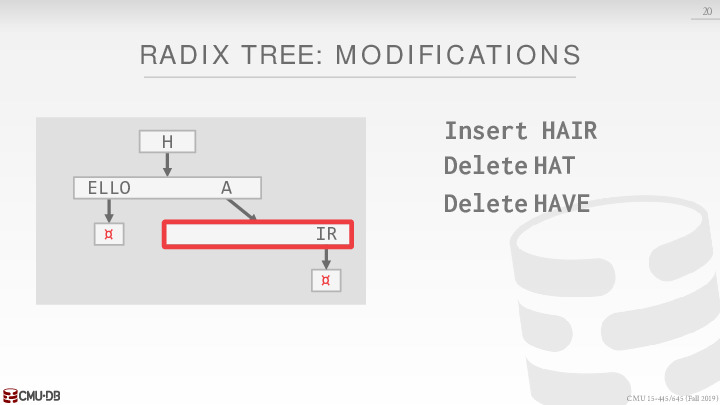 20
RADIX TREE: MODIFICATIONS
H
ELLO A
¤
IR
¤
Insert HAIR
Delete HAT
Delete HAVE
CMU·DB
CMU 15-445/645 (Fall 2019)